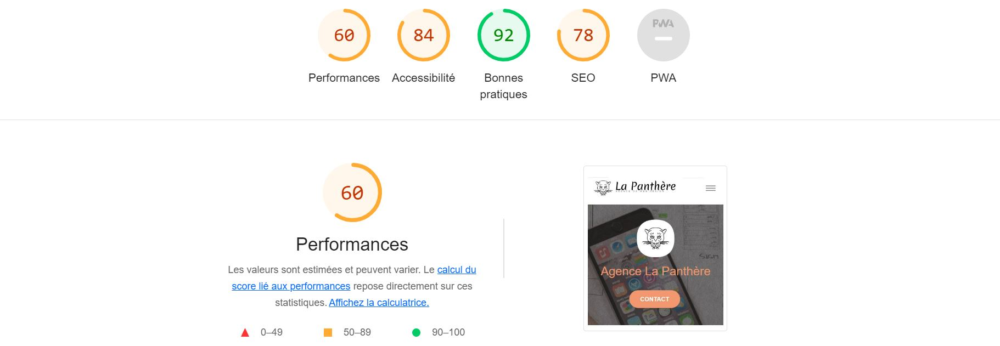 60
84
92
78
PWA
Performances
Accessibilité
Bonnes
pratiques
SEO
PWA
60
Performances
Les valeurs sont estimées et peuvent varier. Le calcul du
score lié aux performances repose directement sur ces
statistiques. Affichez la calculatrice.
0–49
50–89
90–100
La Panthère
Agence La Panthère
CONTACT